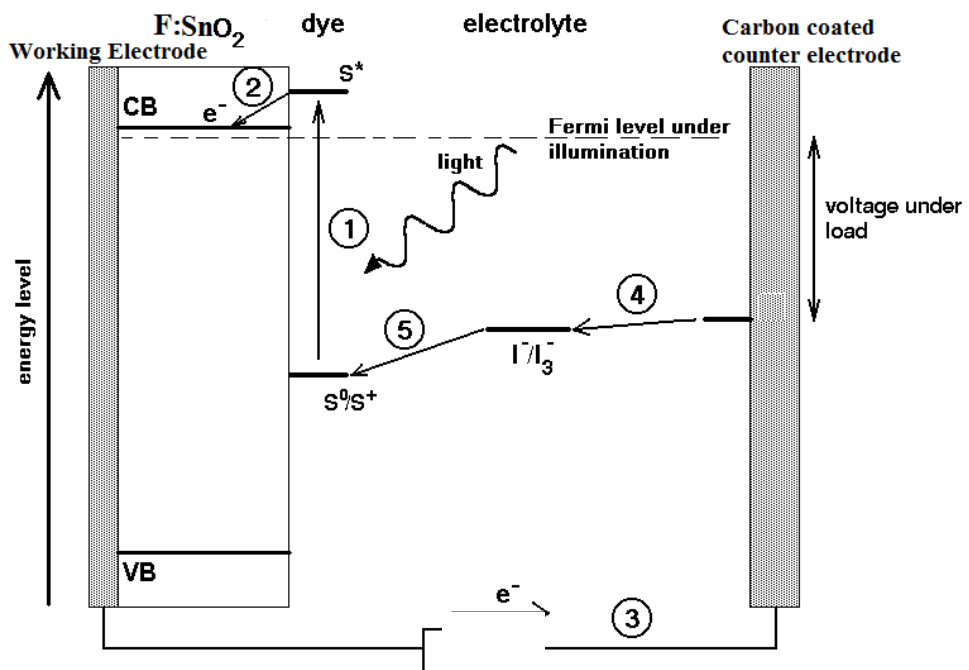 F:SnO₂ dye electrolyte Carbon coated
Working Electrode counter electrode
S*
②
CB
e⁻
Fermi level under
illumination
light
voltage under
load
①
energy level
④
⑤
I⁻/I₃⁻
S⁰/S⁺
VB
e⁻
③